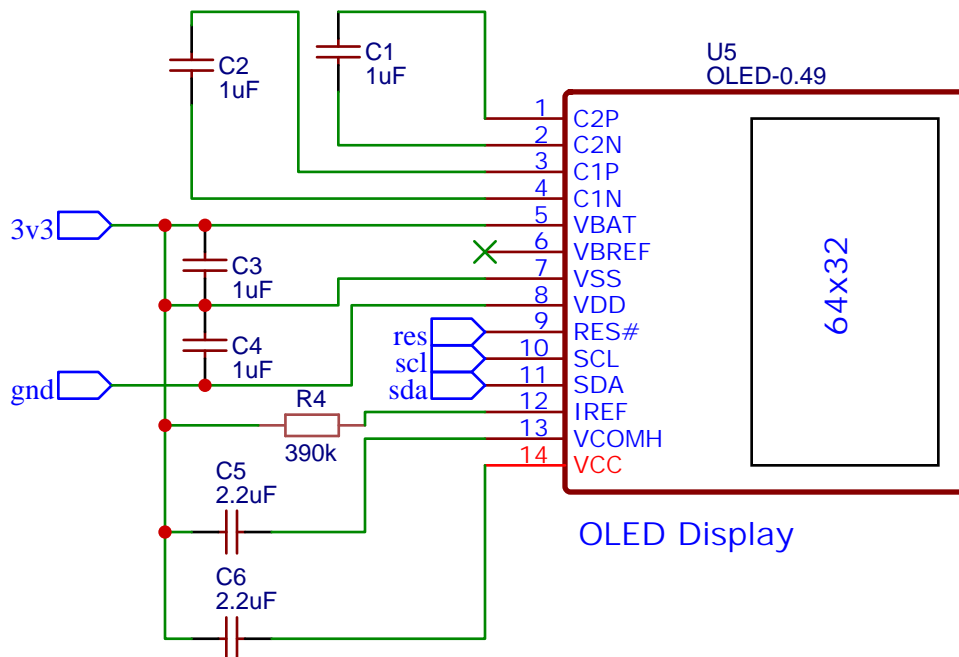 C2
1uF
C1
1uF
U5
OLED-0.49
1 C2P
2 C2N
3 C1P
4 C1N
3v3
5 VBAT
6 VBREF
C3
1uF
7 VSS
8 VDD
64x32
res
9 RES#
C4
1uF
scl
10 SCL
gnd
sda
11 SDA
R4
390k
12 IREF
13 VCOMH
14 VCC
C5
2.2uF
OLED Display
C6
2.2uF